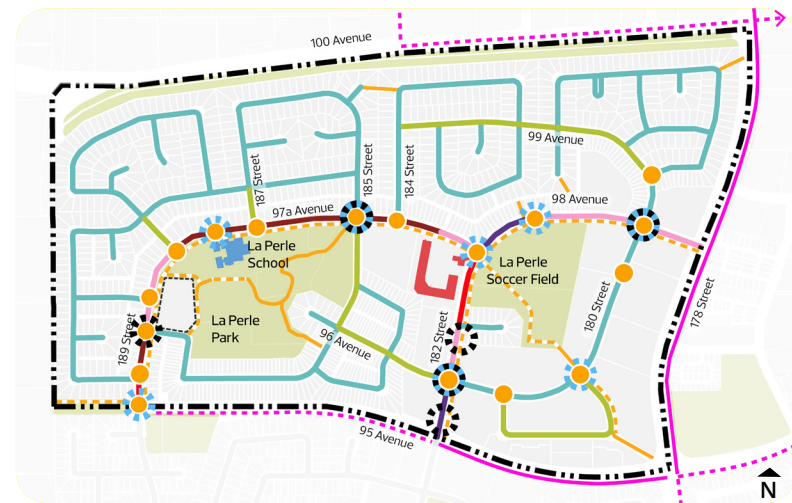 100 Avenue
99 Avenue
187 Street
185 Street
184 Street
98 Avenue
97a Avenue
La Perle
School
La Perle
Soccer Field
180 Street
178 Street
La Perle
Park
96 Avenue
182 Street
189 Street
95 Avenue
N